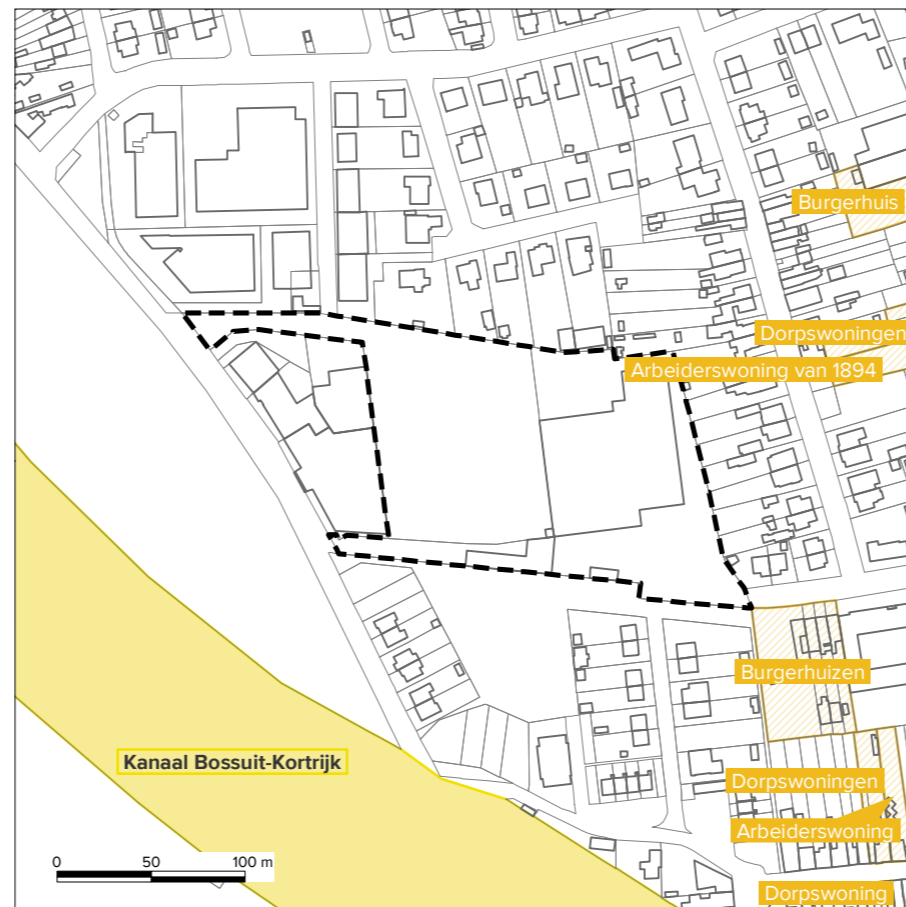 Burgerhuis
Dorpswoningen
Arbeiderswoning van 1894
Burgerhuizen
Kanaal Bossuit-Kortrijk
Dorpswoningen
Arbeiderswoning
0 50 100 m
Dorpswoning